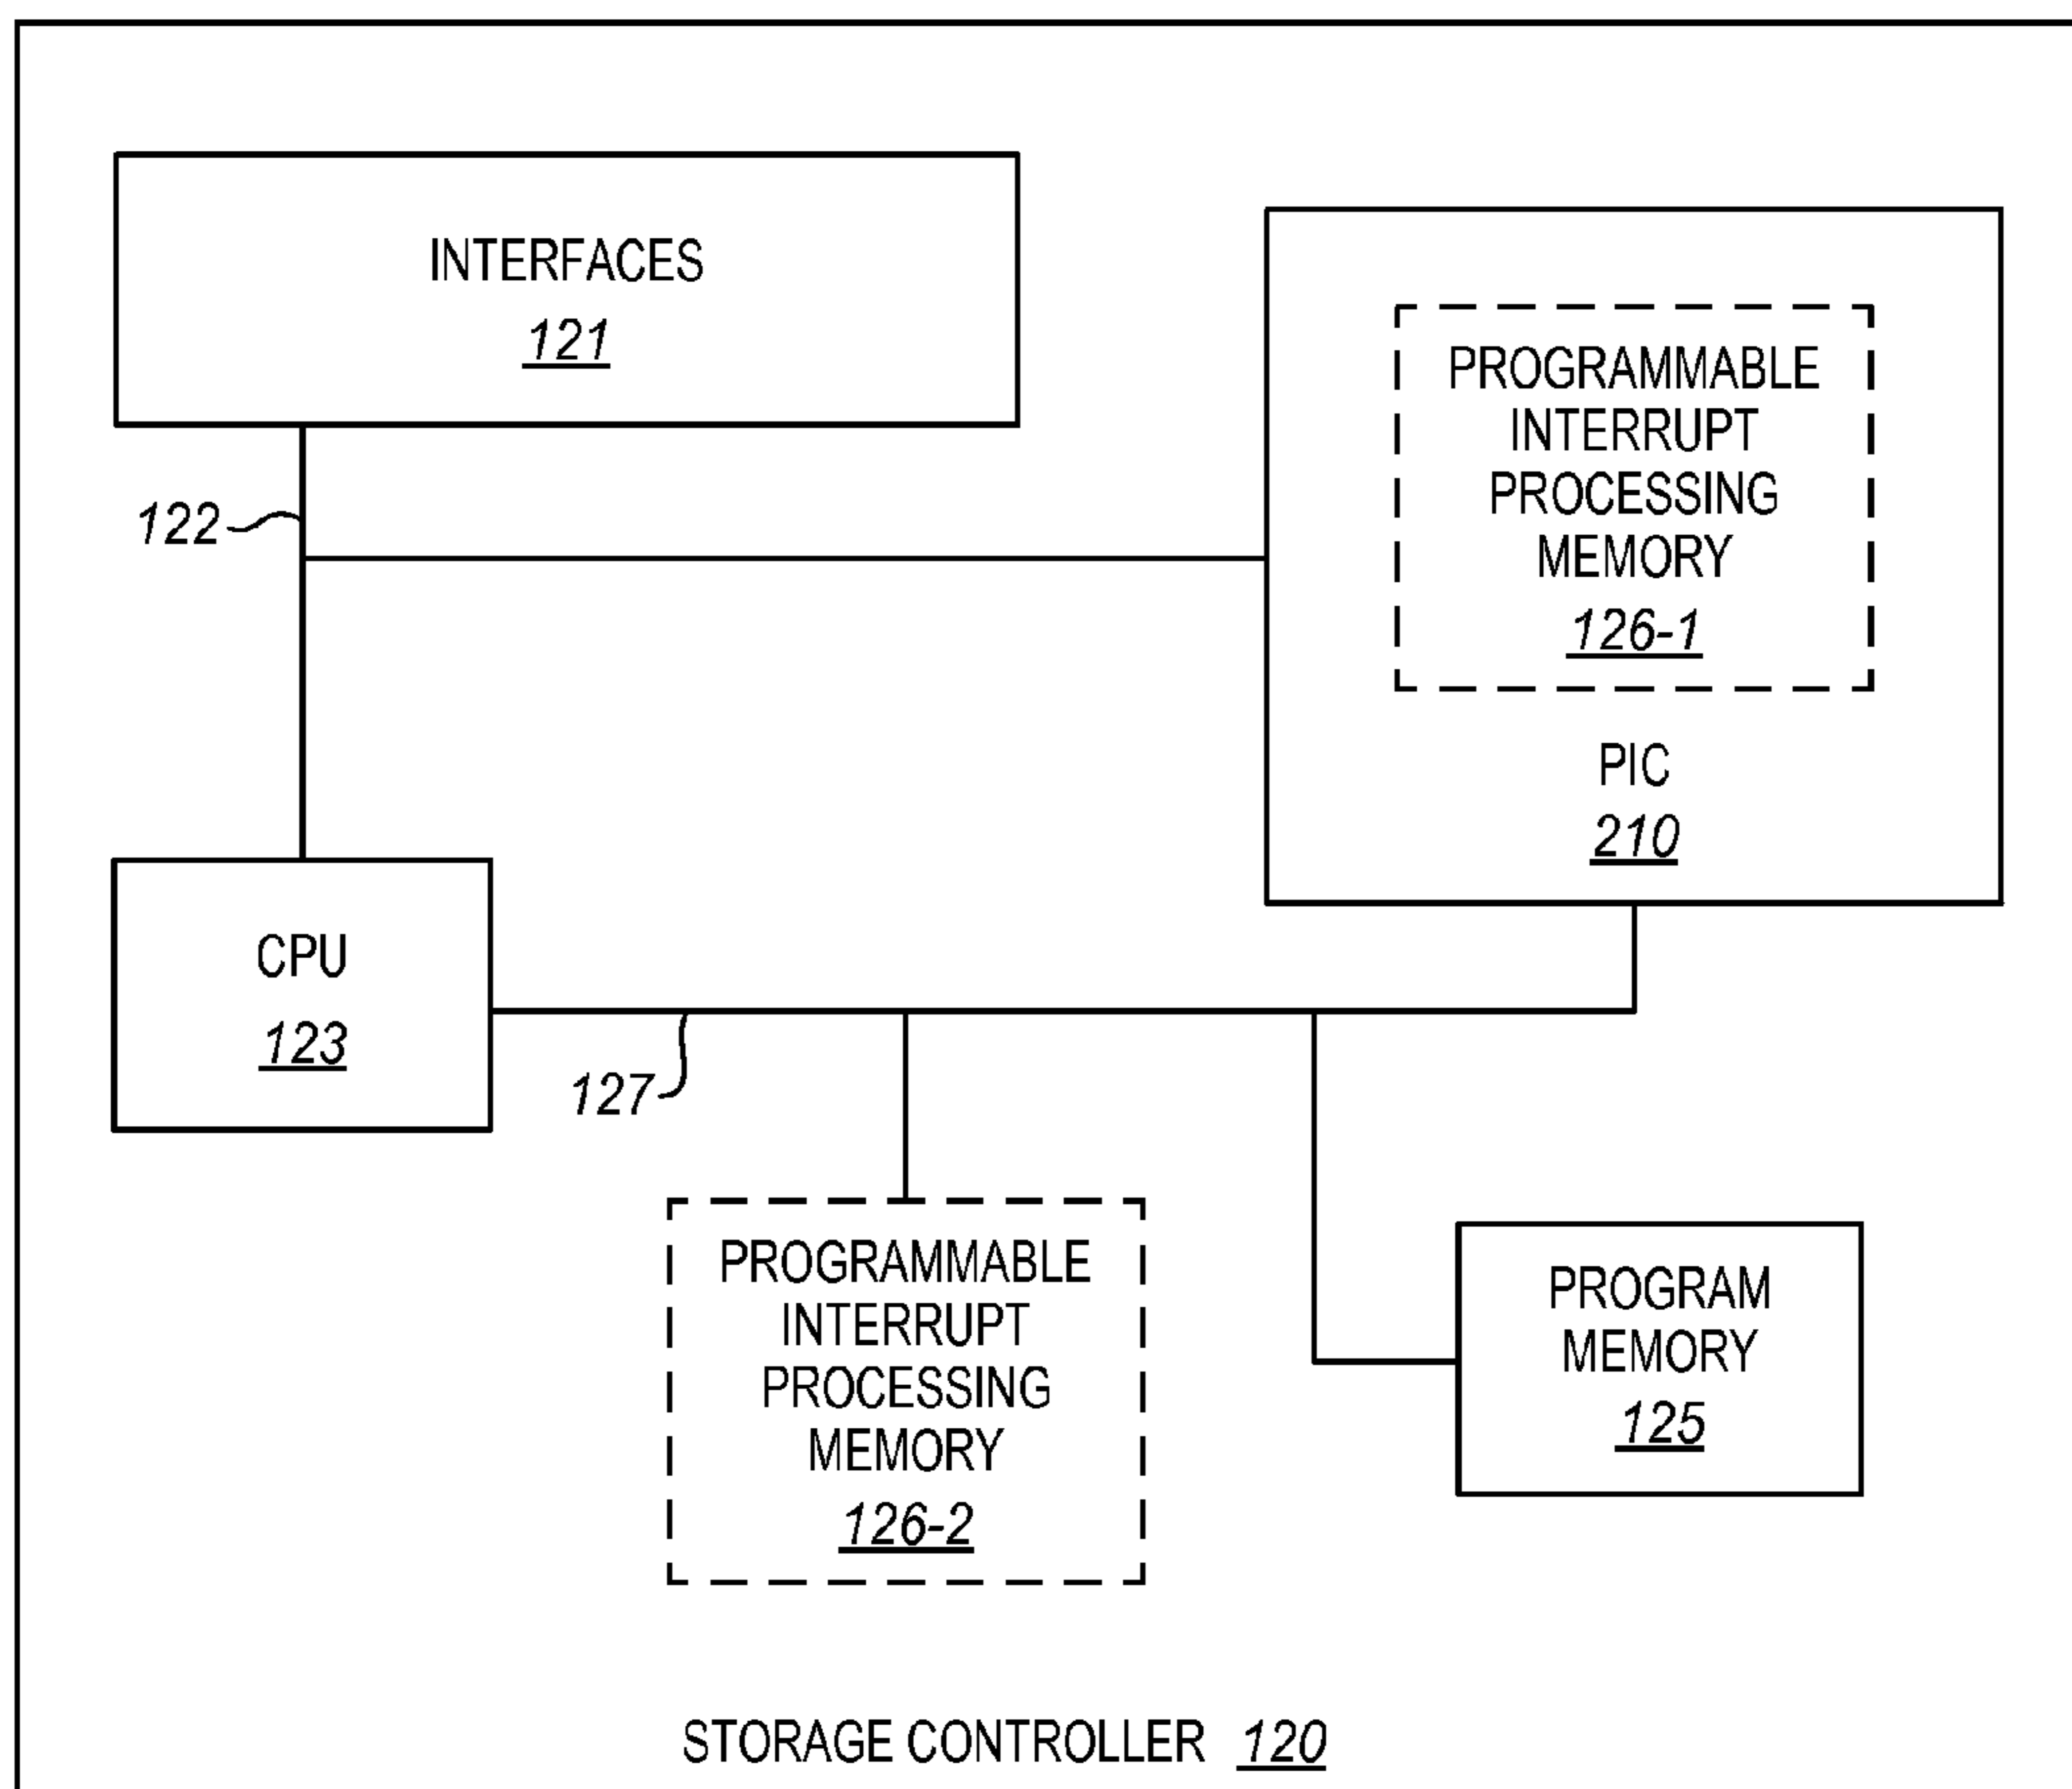 INTERFACES
121
PROGRAMMABLE
INTERRUPT
PROCESSING
MEMORY
126-1
PIC
210
122
CPU
123
127
PROGRAMMABLE
INTERRUPT
PROCESSING
MEMORY
126-2
PROGRAM
MEMORY
125
STORAGE CONTROLLER 120